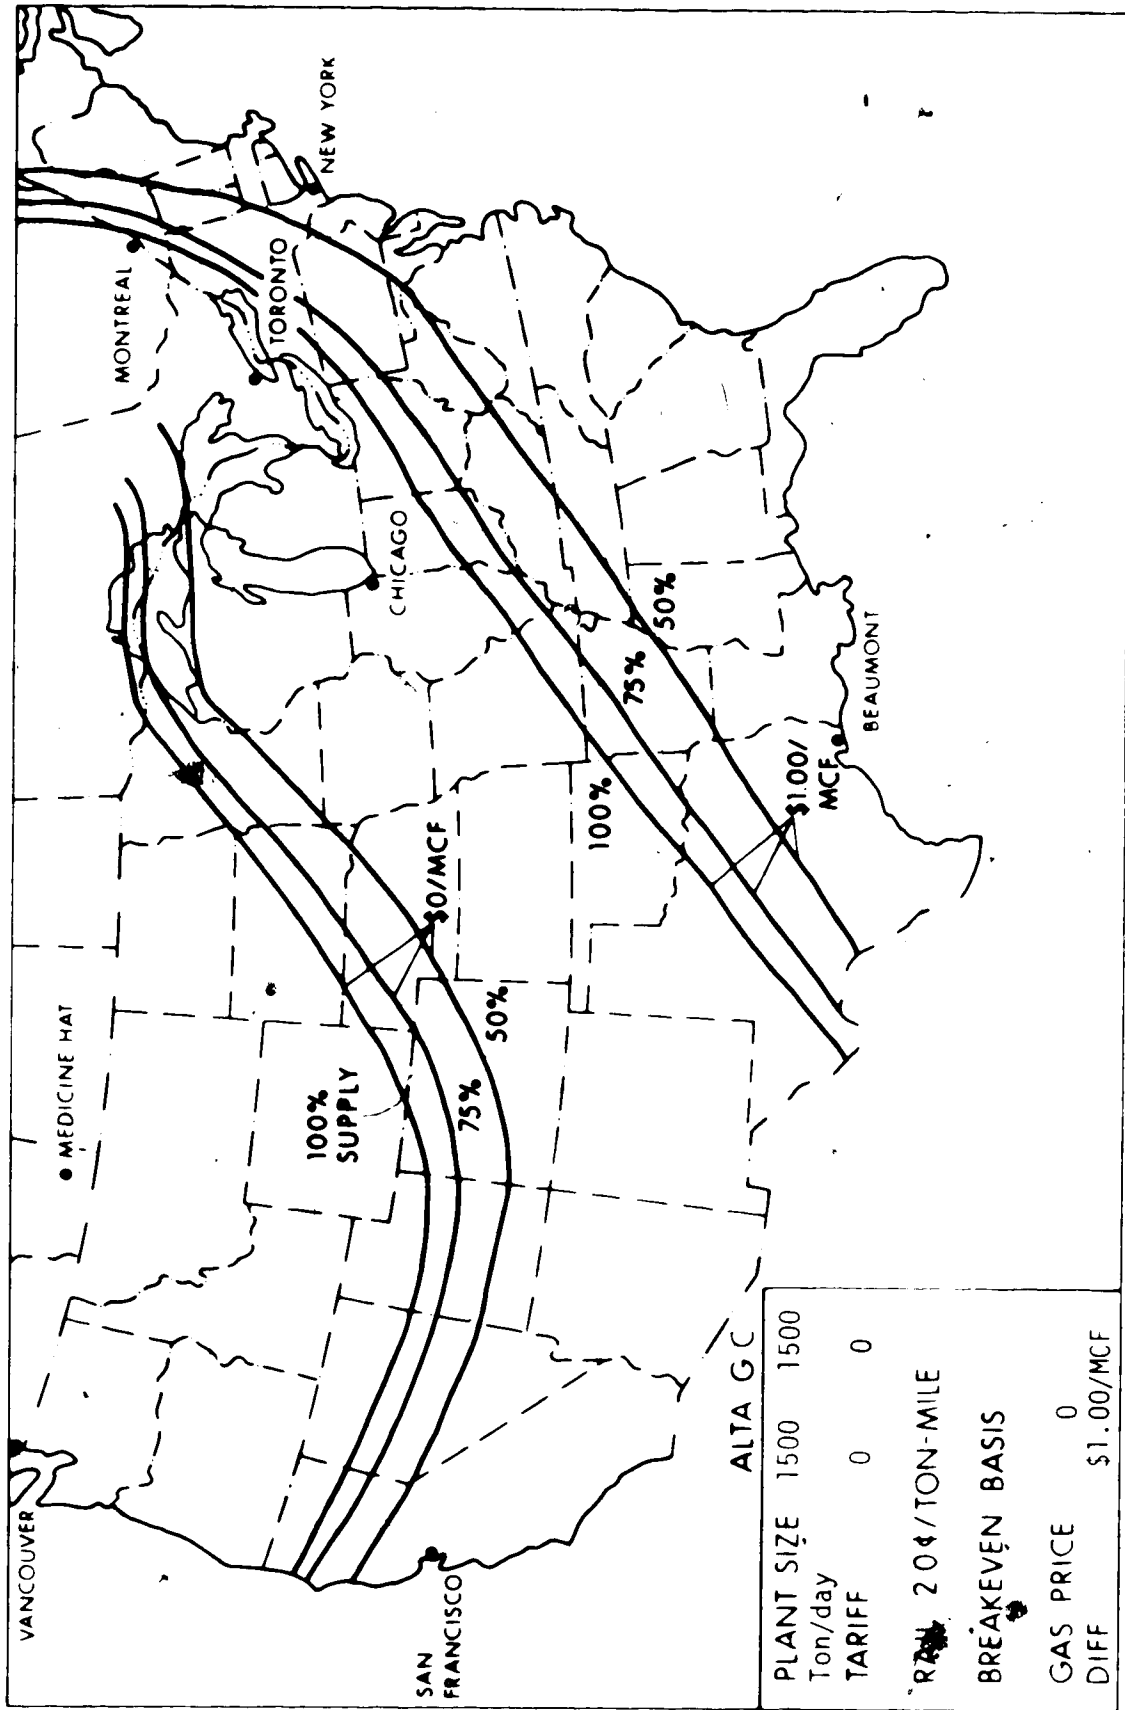 VANCOUVER
MEDICINE HAT
MONTREAL
TORONTO
NEW YORK
CHICAGO
SAN
FRANCISCO
BEAUMONT
100%
SUPPLY
75%
50%
$0/MCF
100%
75%
50%
$1.00/
MCF
ALTA G C
PLANT SIZE 1500 1500
Ton/day
TARIFF 0 0
2 0 ¢/TON-MILE
BREAKEVEN BASIS
GAS PRICE 0
DIFF $1.00/MCF